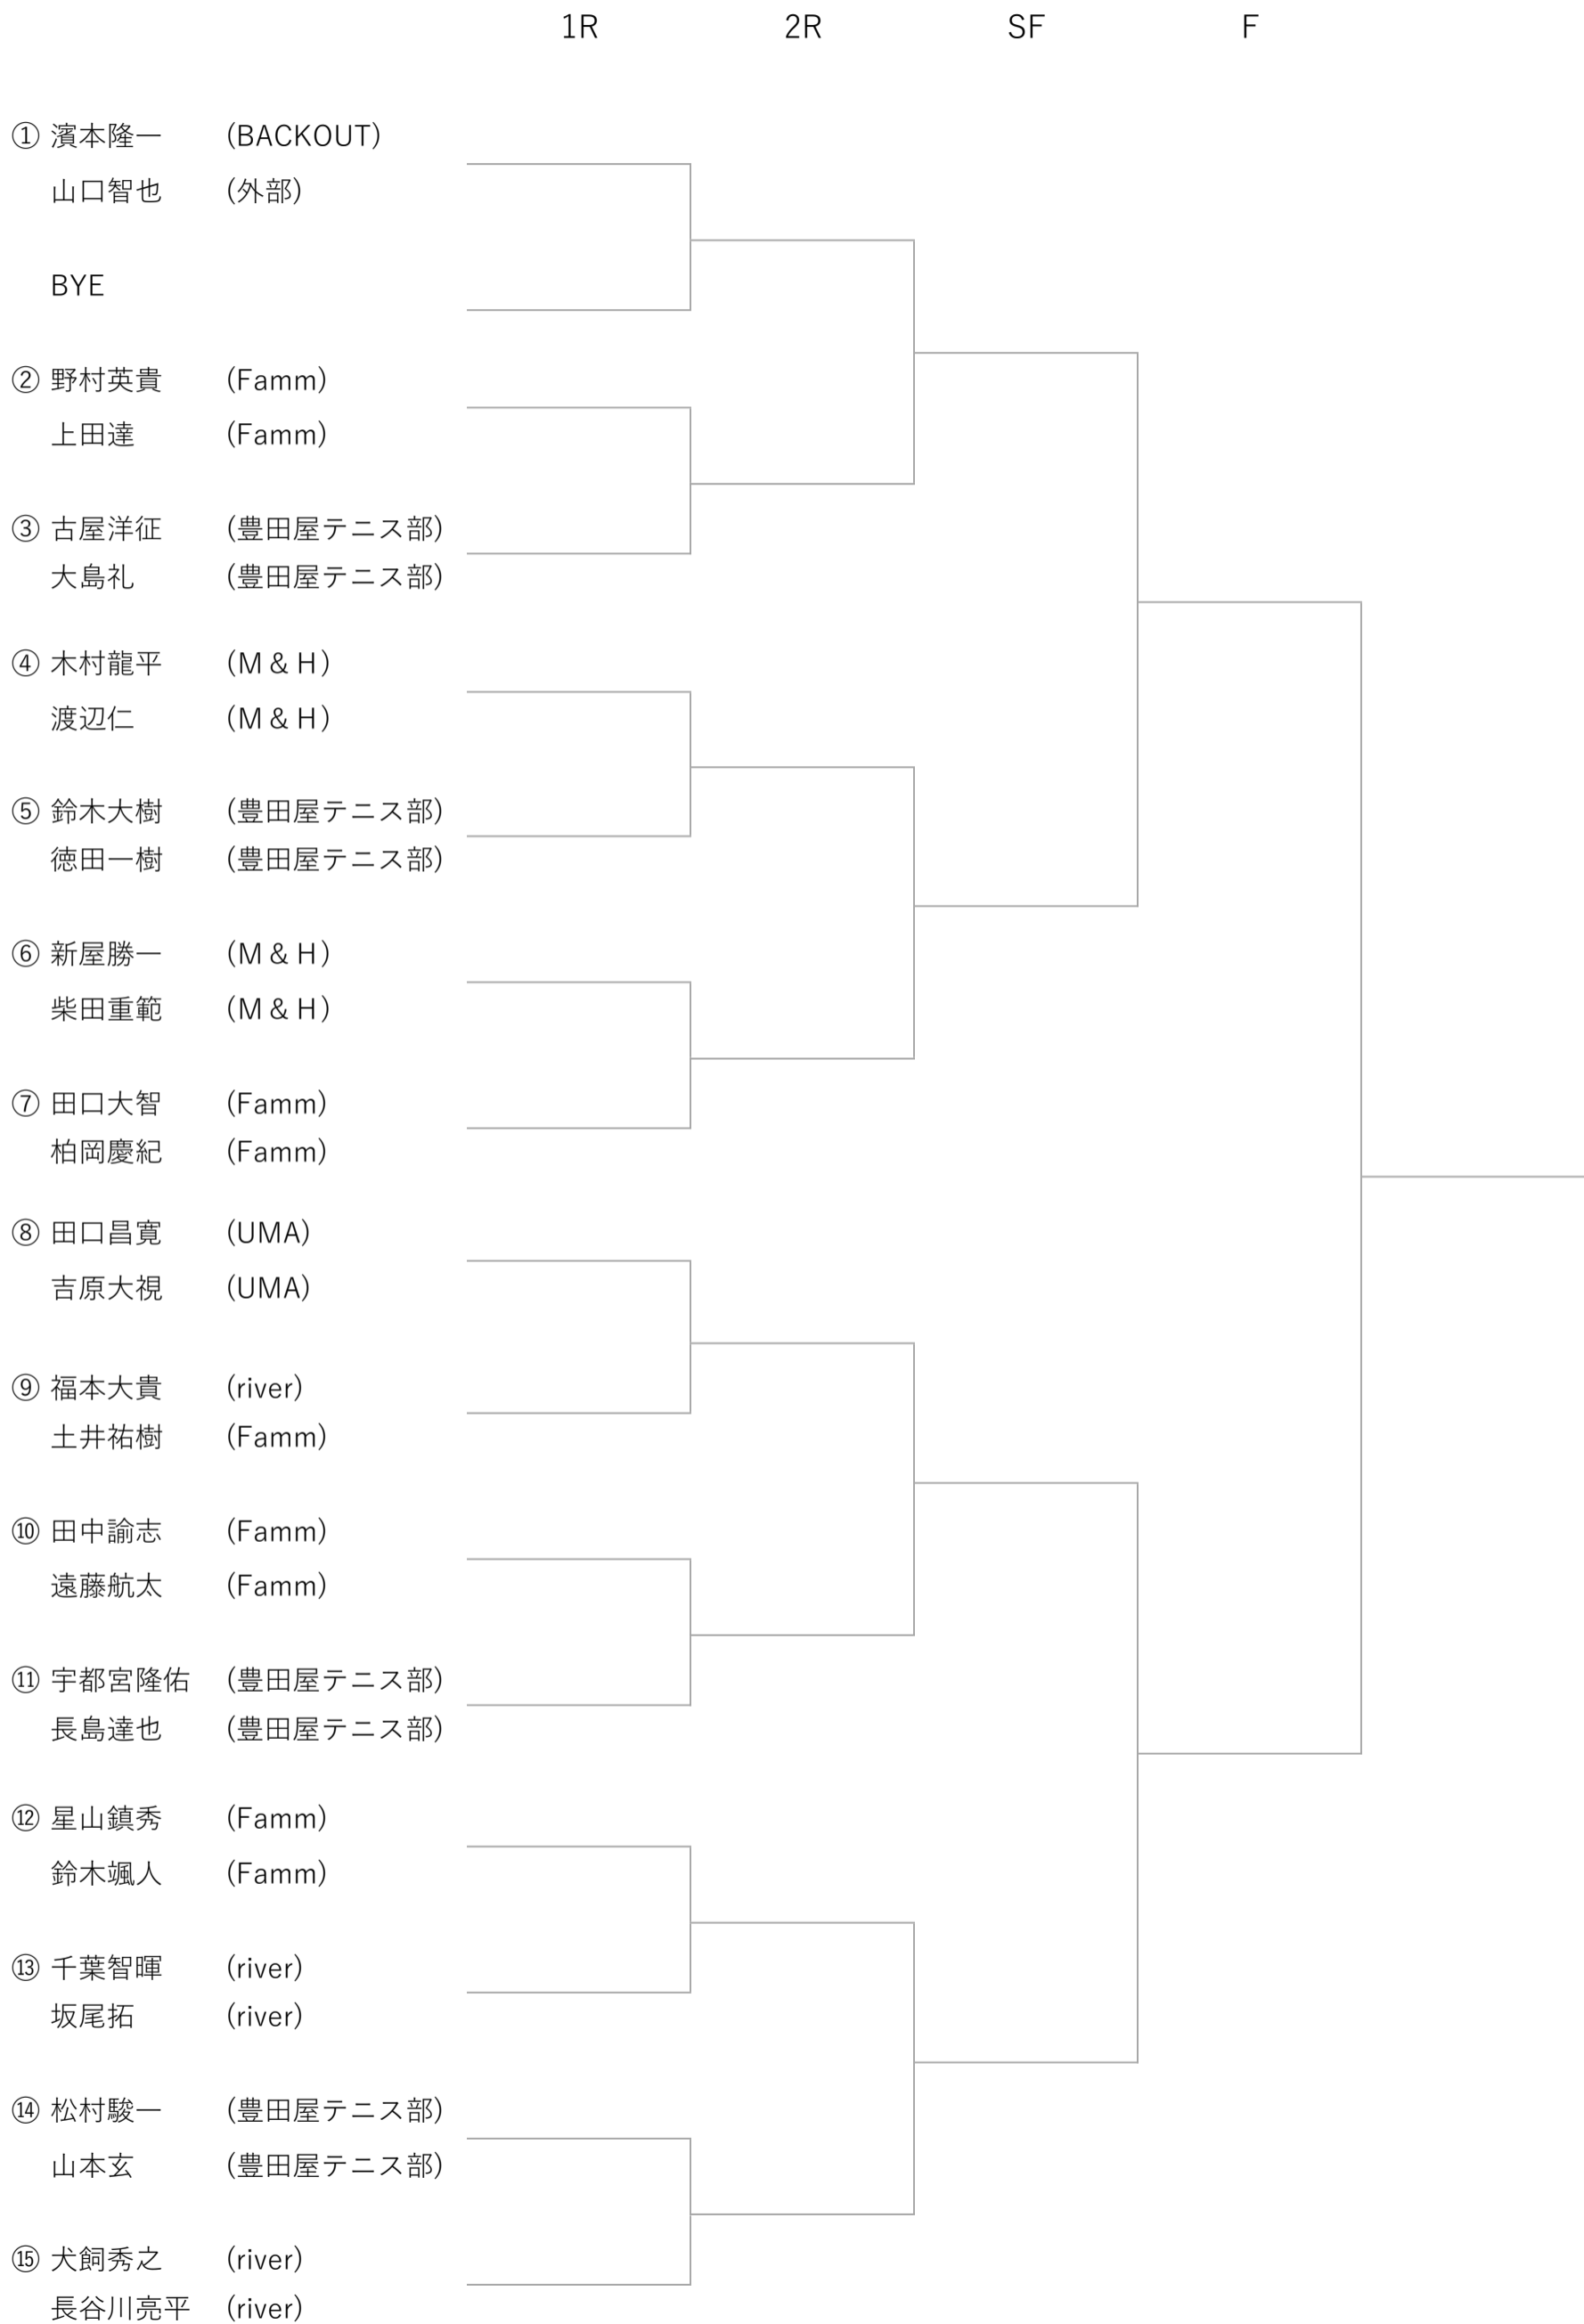 1R 2R SF F
① 濱本隆一 (BACKOUT)
山口智也 (外部)
BYE
② 野村英貴 (Famm)
上田達 (Famm)
③ 古屋洋征 (豊田屋テニス部)
大島礼 (豊田屋テニス部)
④ 木村龍平 (M & H)
渡辺仁 (M & H)
⑤ 鈴木大樹 (豊田屋テニス部)
徳田一樹 (豊田屋テニス部)
⑥ 新屋勝一 (M & H)
柴田重範 (M & H)
⑦ 田口大智 (Famm)
柏岡慶紀 (Famm)
⑧ 田口昌寛 (UMA)
吉原大視 (UMA)
⑨ 福本大貴 (river)
土井祐樹 (Famm)
⑩ 田中諭志 (Famm)
遠藤航太 (Famm)
⑪ 宇都宮隆佑 (豊田屋テニス部)
長島達也 (豊田屋テニス部)
⑫ 星山鎮秀 (Famm)
鈴木颯人 (Famm)
⑬ 千葉智暉 (river)
坂尾拓 (river)
⑭ 松村駿一 (豊田屋テニス部)
山本玄 (豊田屋テニス部)
⑮ 犬飼秀之 (river)
長谷川亮平 (river)